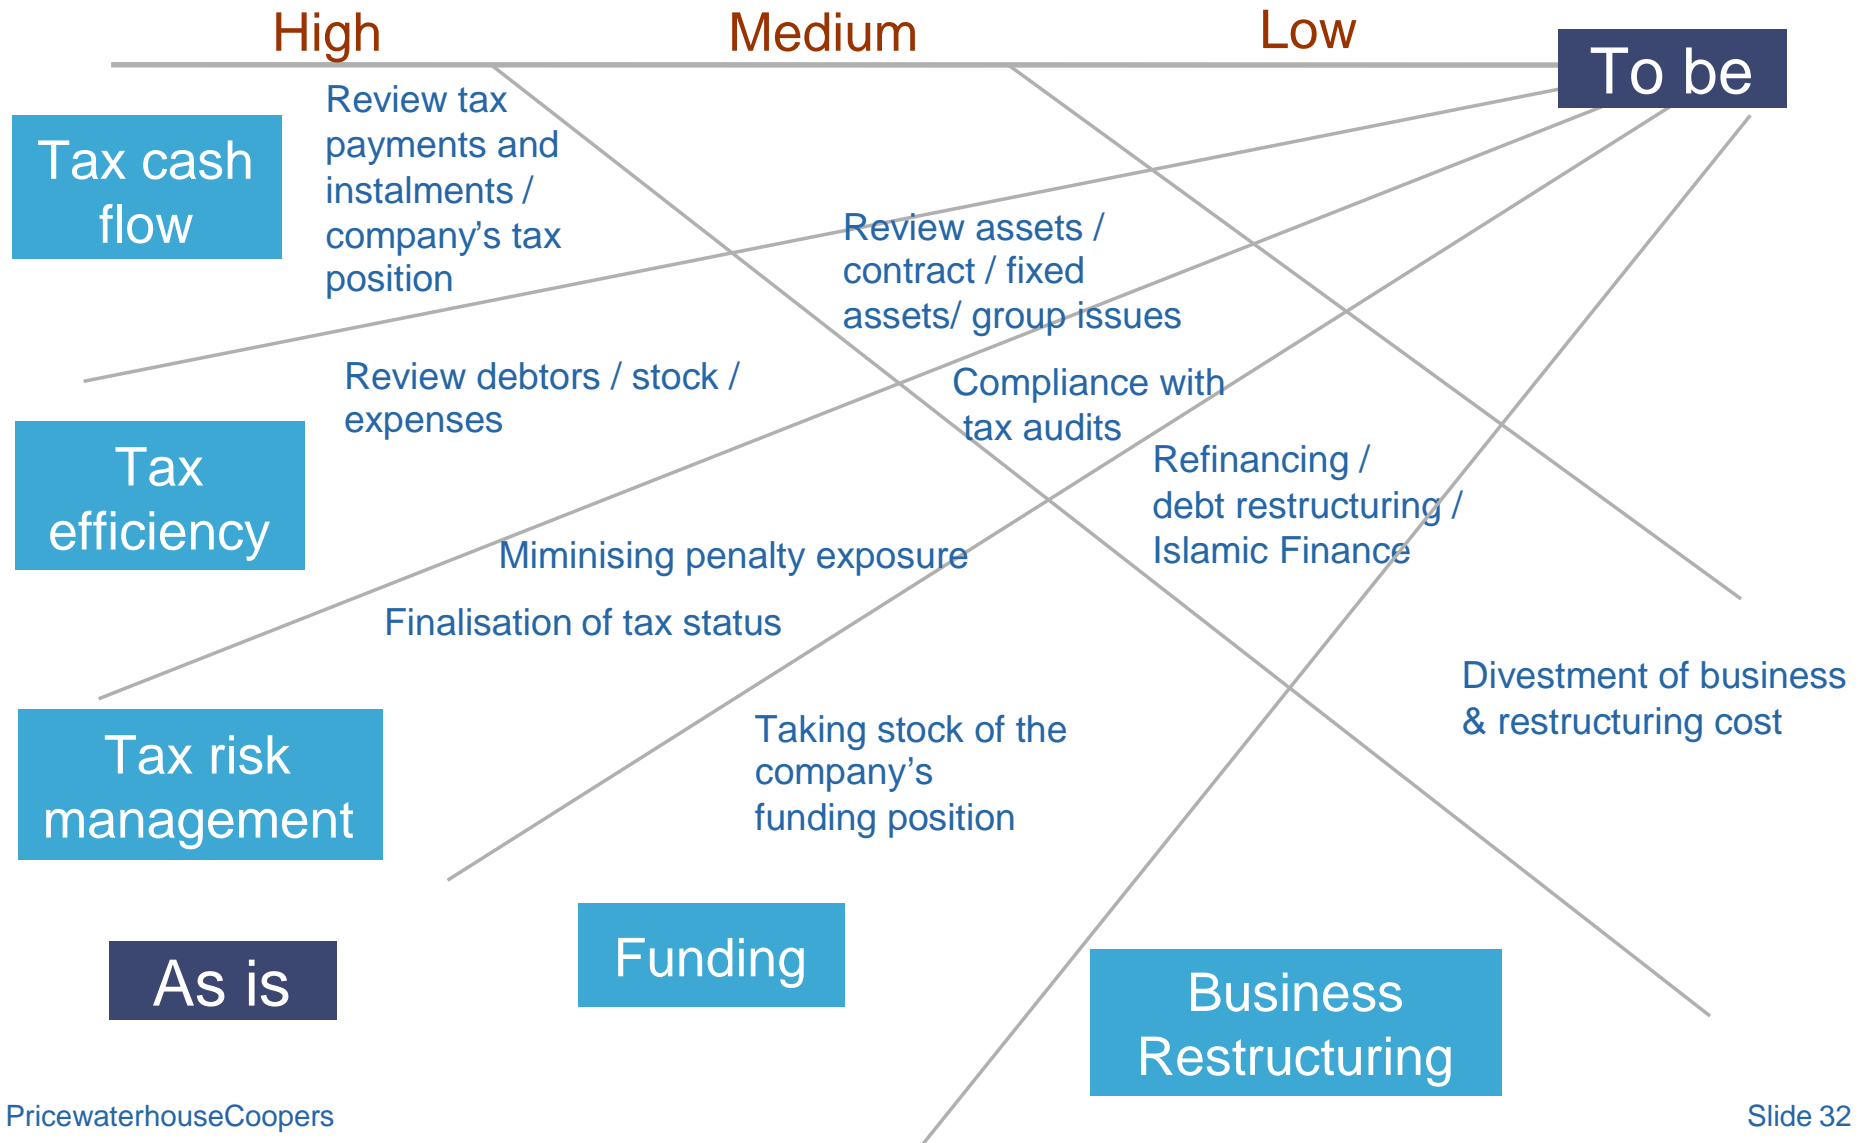 High
Medium
Low
To be
Review tax
payments and
instalments /
company's tax
position
Tax cash
flow
Review assets /
contract / fixed
assets/ group issues
Review debtors / stock /
expenses
Compliance with
tax audits
Tax
efficiency
Refinancing /
debt restructuring /
Islamic Finance
Miminising penalty exposure
Finalisation of tax status
Divestment of business
& restructuring cost
Tax risk
management
Taking stock of the
company's
funding position
As is
Funding
Business
Restructuring
PricewaterhouseCoopers
Slide 32